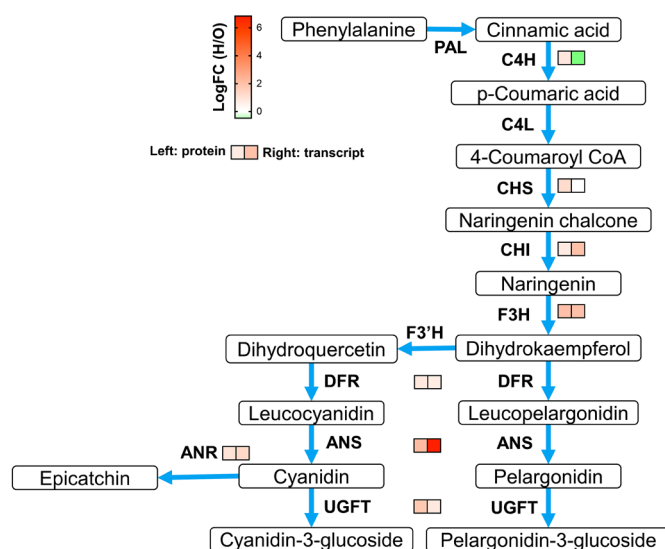 Phenylalanine
PAL
Cinnamic acid
LogFC (H/O)
6
4
2
0
C4H
p-Coumaric acid
C4L
Left: protein Right: transcript
4-Coumaroyl CoA
CHS
Naringenin chalcone
CHI
Naringenin
F3H
F3’H
Dihydroquercetin
Dihydrokaempferol
DFR
DFR
Leucocyanidin
Leucopelargonidin
ANR
ANS
ANS
Epicatchin
Cyanidin
Pelargonidin
UGFT
UGFT
Cyanidin-3-glucoside
Pelargonidin-3-glucoside